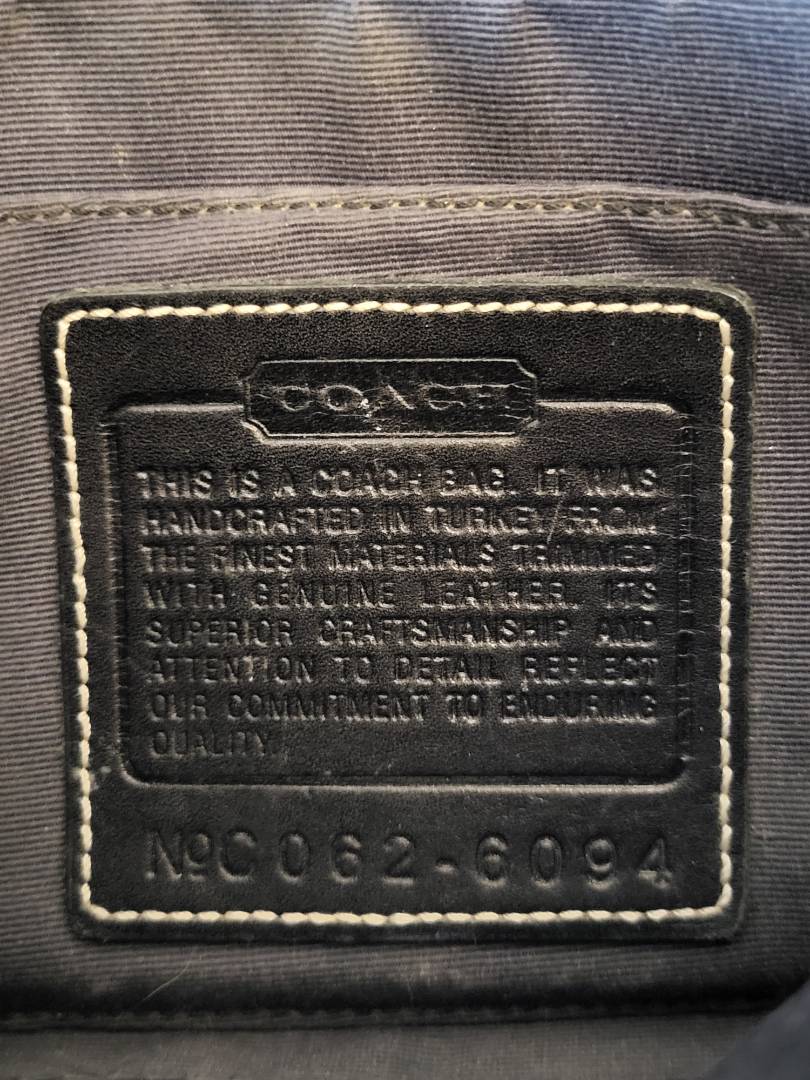 COACH
THIS IS A COACH BAG. IT WAS
HANDCRAFTED IN TURKEY FROM
THE FINEST MATERIALS TRIMMED
WITH GENUINE LEATHER. ITS
SUPERIOR CRAFTSMANSHIP AND
ATTENTION TO DETAIL REFLECT
OUR COMMITMENT TO ENDURING
QUALITY.
NºC062-6094